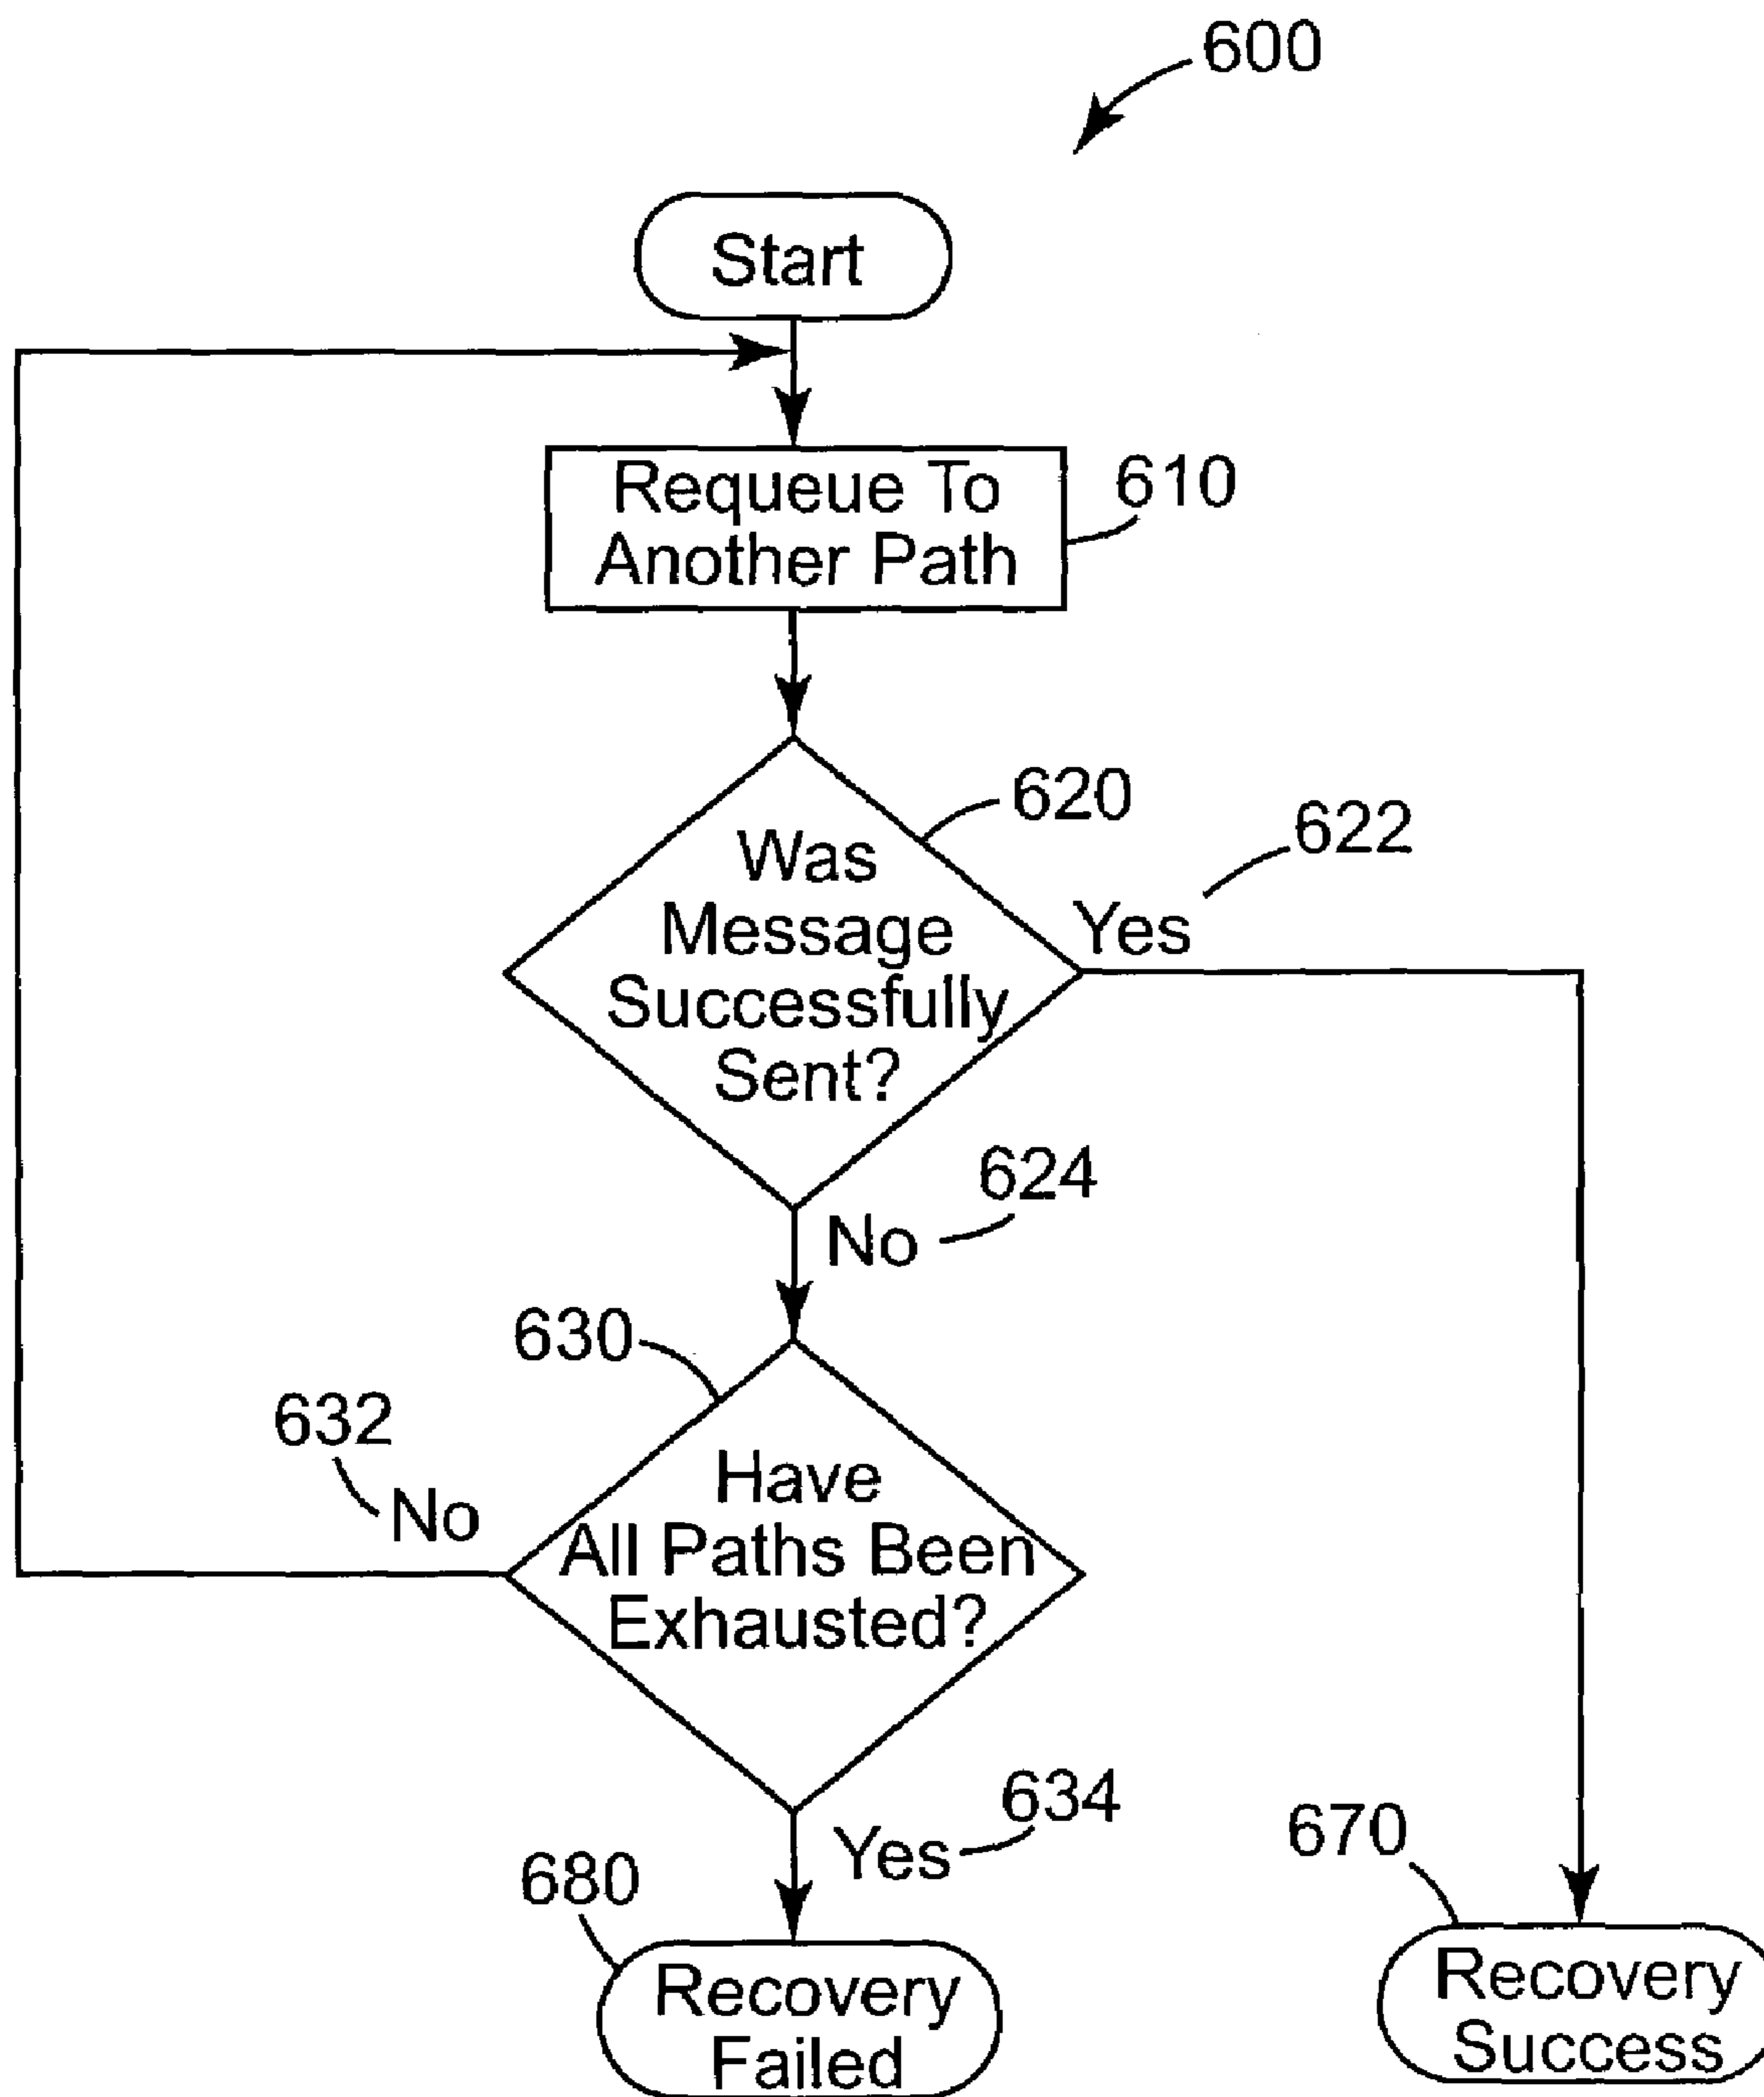 600
Start
Requeue To
Another Path
610
620
622
Was
Message
Successfully
Sent?
Yes
624
No
630
632
No
Have
All Paths Been
Exhausted?
634
Yes
680
670
Recovery
Failed
Recovery
Success